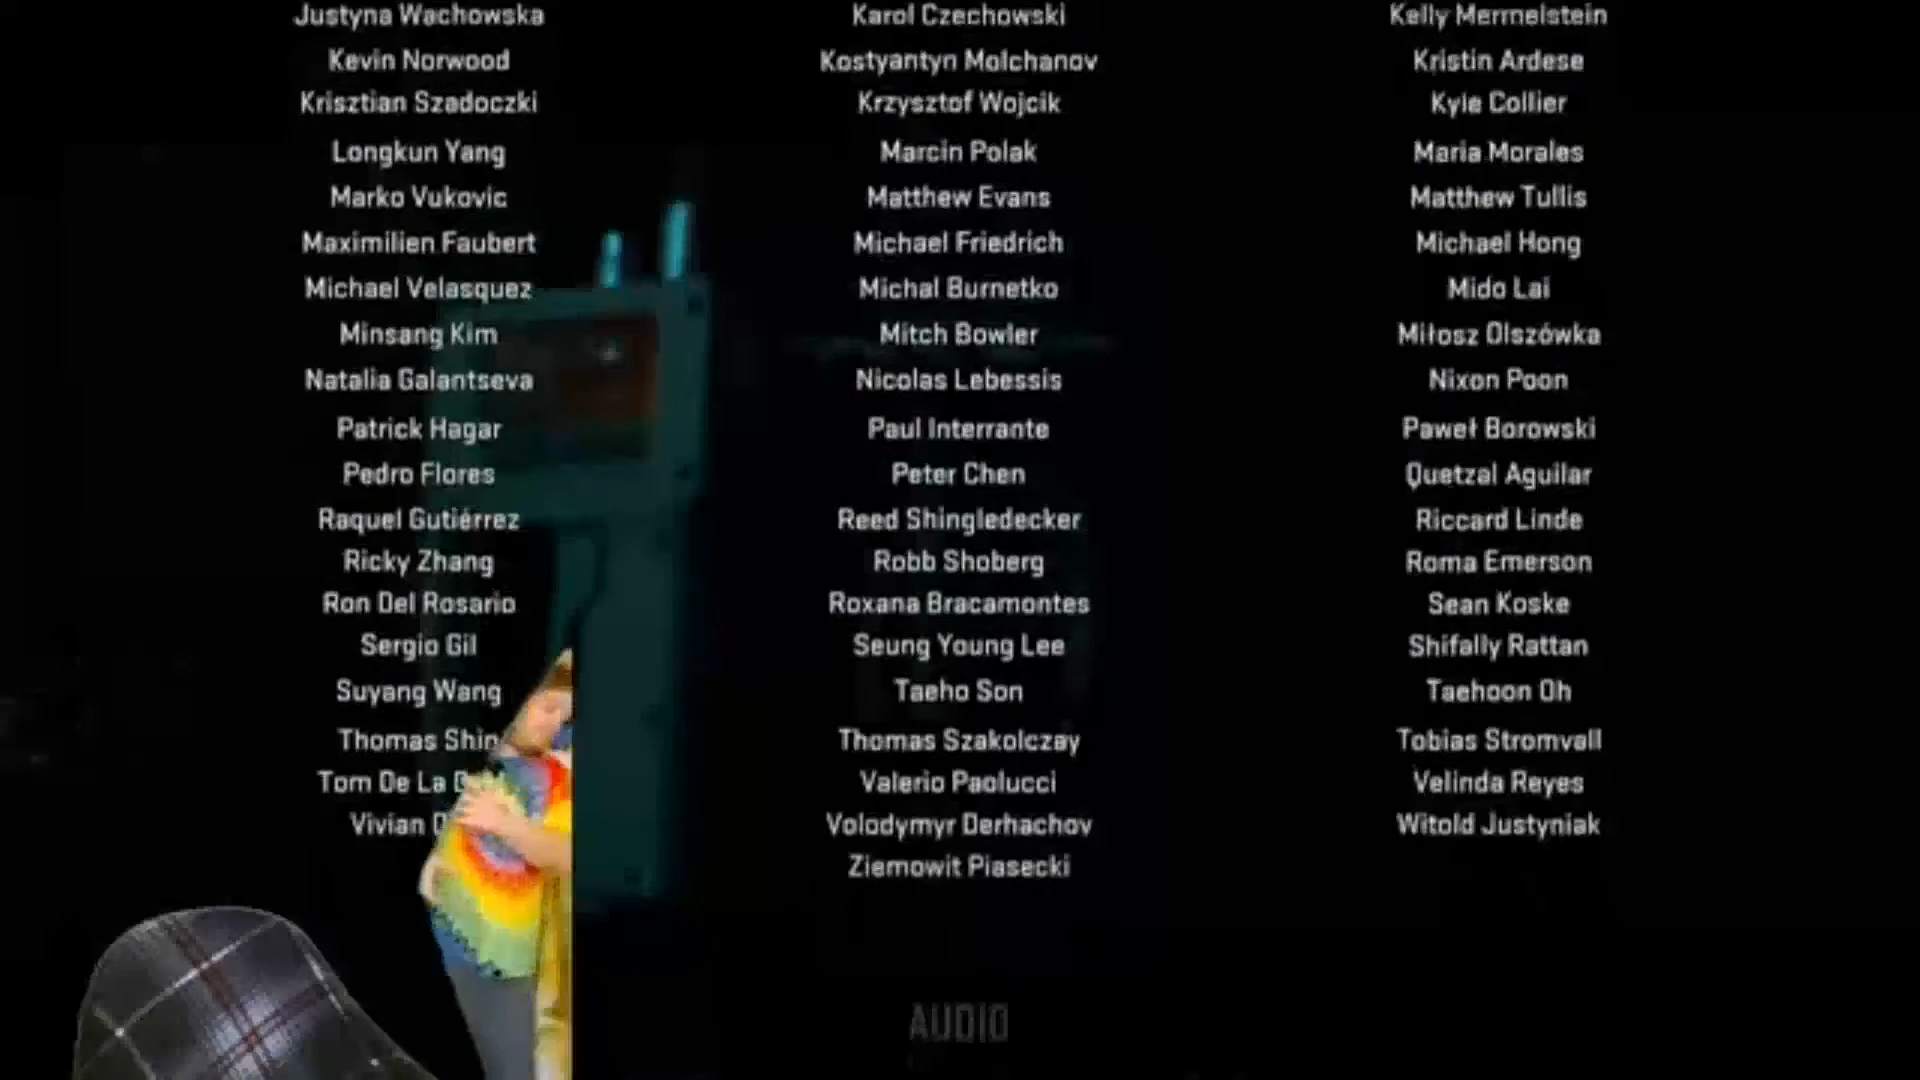 Justyna Wachowska Karol Czechowski Kelly Mermelstein
Kevin Norwood Kostyantyn Molchanov Kristin Ardese
Krisztian Szadoczki Krzysztof Wojcik Kyle Collier
Longkun Yang Marcin Polak Maria Morales
Marko Vukovic Matthew Evans Matthew Tullis
Maximilien Faubert Michael Friedrich Michael Hong
Michael Velasquez Michal Burnetko Mido Lai
Minsang Kim Mitch Bowler Miłosz Olszówka
Natalia Galantseva Nicolas Lebessis Nixon Poon
Patrick Hagar Paul Interrante Paweł Borowski
Pedro Flores Peter Chen Quetzal Aguilar
Raquel Gutiérrez Reed Shingledecker Riccard Linde
Ricky Zhang Robb Shoberg Roma Emerson
Ron Del Rosario Roxana Bracamontes Sean Koske
Sergio Gil Seung Young Lee Shifally Rattan
Suyang Wang Taeho Son Taehoon Oh
Thomas Thomas Szakolczay Tobias Stromvall
Tom De La Valerio Paolucci Velinda Reyes
Vivian Volodymyr Derhachov Witold Justyniak
Ziemowit Piasecki
AUDIO